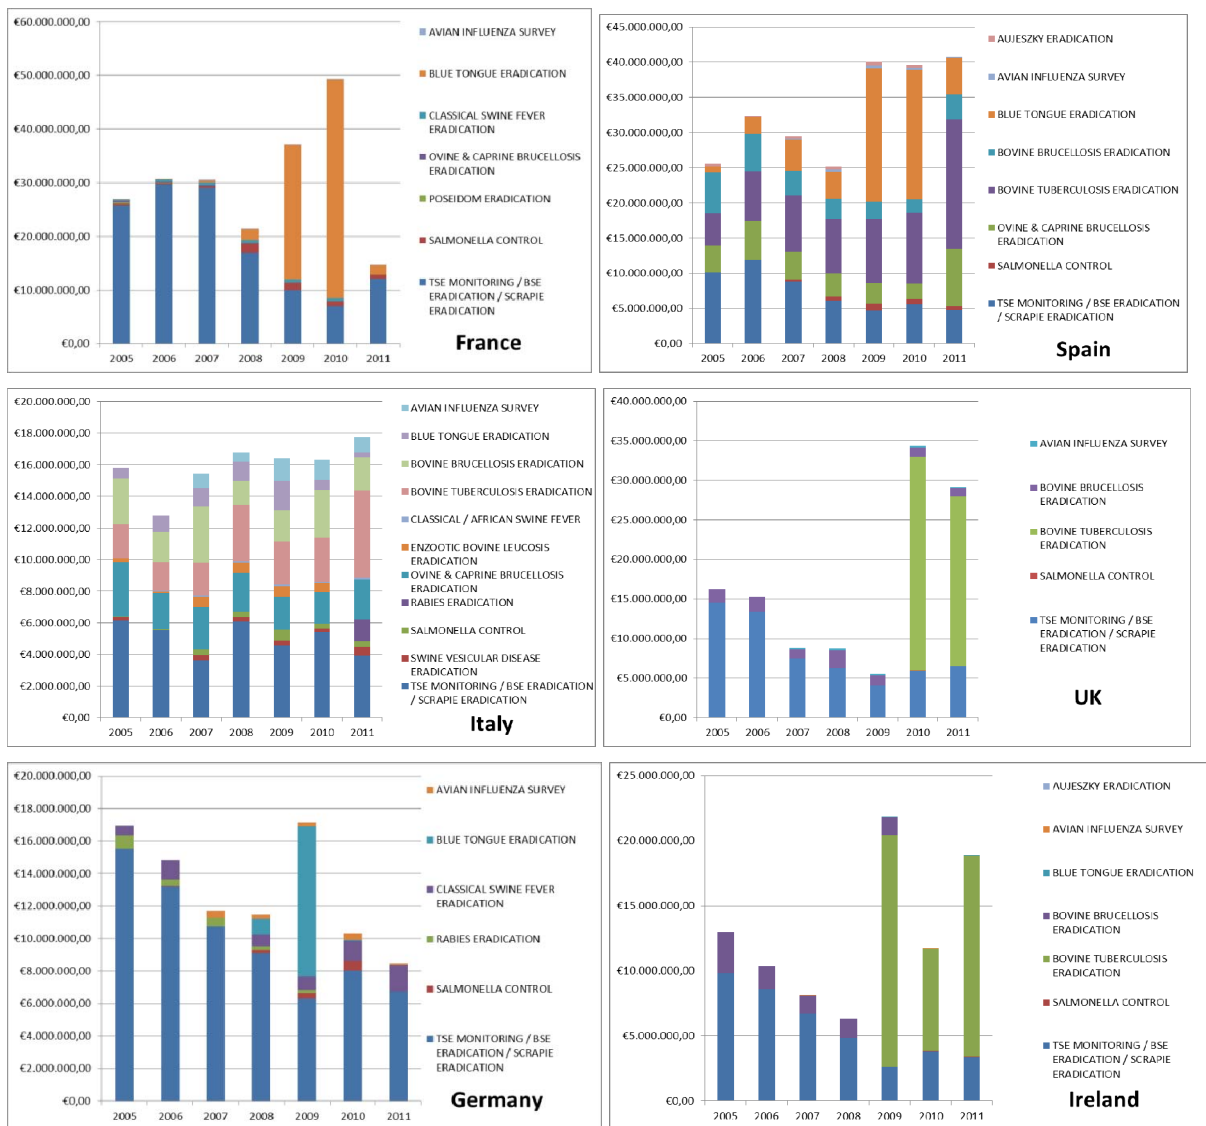 €60.000.000,00
€50.000.000,00
€40.000.000,00
€30.000.000,00
€20.000.000,00
€10.000.000,00
€0,00
2005 2006 2007 2008 2009 2010 2011
AVIAN INFLUENZA SURVEY
BLUE TONGUE ERADICATION
CLASSICAL SWINE FEVER
ERADICATION
OVINE & CAPRINE BRUCELLOSIS
ERADICATION
POSEIDOM ERADICATION
SALMONELLA CONTROL
TSE MONITORING / BSE
ERADICATION / SCRAPIE
ERADICATION
France
€45.000.000,00
€40.000.000,00
€35.000.000,00
€30.000.000,00
€25.000.000,00
€20.000.000,00
€15.000.000,00
€10.000.000,00
€5.000.000,00
€0,00
2005 2006 2007 2008 2009 2010 2011
AUJESZKY ERADICATION
AVIAN INFLUENZA SURVEY
BLUE TONGUE ERADICATION
BOVINE BRUCELLOSIS ERADICATION
BOVINE TUBERCULOSIS ERADICATION
OVINE & CAPRINE BRUCELLOSIS
ERADICATION
SALMONELLA CONTROL
TSE MONITORING / BSE ERADICATION
/ SCRAPIE ERADICATION
Spain
€20.000.000,00
€18.000.000,00
€16.000.000,00
€14.000.000,00
€12.000.000,00
€10.000.000,00
€8.000.000,00
€6.000.000,00
€4.000.000,00
€2.000.000,00
€0,00
2005 2006 2007 2008 2009 2010 2011
AVIAN INFLUENZA SURVEY
BLUE TONGUE ERADICATION
BOVINE BRUCELLOSIS ERADICATION
BOVINE TUBERCULOSIS ERADICATION
CLASSICAL / AFRICAN SWINE FEVER
ENZOOTIC BOVINE LEUCOSIS
ERADICATION
OVINE & CAPRINE BRUCELLOSIS
ERADICATION
RABIES ERADICATION
SALMONELLA CONTROL
SWINE VESICULAR DISEASE
ERADICATION
TSE MONITORING / BSE ERADICATION
/ SCRAPIE ERADICATION
Italy
€40.000.000,00
€35.000.000,00
€30.000.000,00
€25.000.000,00
€20.000.000,00
€15.000.000,00
€10.000.000,00
€5.000.000,00
€0,00
2005 2006 2007 2008 2009 2010 2011
AVIAN INFLUENZA SURVEY
BOVINE BRUCELLOSIS
ERADICATION
BOVINE TUBERCULOSIS
ERADICATION
SALMONELLA CONTROL
TSE MONITORING / BSE
ERADICATION / SCRAPIE
ERADICATION
UK
€20.000.000,00
€18.000.000,00
€16.000.000,00
€14.000.000,00
€12.000.000,00
€10.000.000,00
€8.000.000,00
€6.000.000,00
€4.000.000,00
€2.000.000,00
€0,00
2005 2006 2007 2008 2009 2010 2011
AVIAN INFLUENZA SURVEY
BLUE TONGUE ERADICATION
CLASSICAL SWINE FEVER
ERADICATION
RABIES ERADICATION
SALMONELLA CONTROL
TSE MONITORING / BSE
ERADICATION / SCRAPIE
ERADICATION
Germany
€25.000.000,00
€20.000.000,00
€15.000.000,00
€10.000.000,00
€5.000.000,00
€0,00
2005 2006 2007 2008 2009 2010 2011
AUJESZKY ERADICATION
AVIAN INFLUENZA SURVEY
BLUE TONGUE ERADICATION
BOVINE BRUCELLOSIS
ERADICATION
BOVINE TUBERCULOSIS
ERADICATION
SALMONELLA CONTROL
TSE MONITORING / BSE
ERADICATION / SCRAPIE
ERADICATION
Ireland